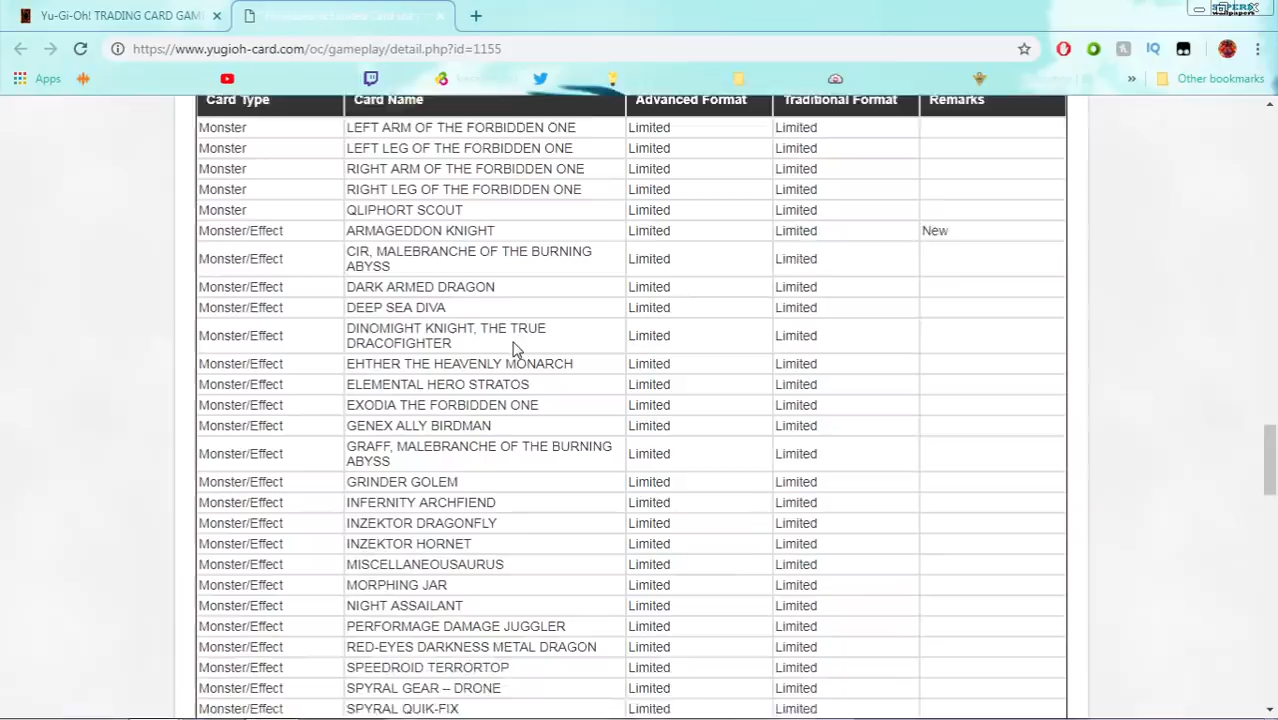 Yu-Gi-Oh! TRADING CARD GAM
https://www.yugioh-card.com/oc/gameplay/detail.php?id=1155
IQ
Apps
» Other bookmarks
Card Type Card Name Advanced Format Traditional Format Remarks
Monster LEFT ARM OF THE FORBIDDEN ONE Limited Limited
Monster LEFT LEG OF THE FORBIDDEN ONE Limited Limited
Monster RIGHT ARM OF THE FORBIDDEN ONE Limited Limited
Monster RIGHT LEG OF THE FORBIDDEN ONE Limited Limited
Monster QLIPHORT SCOUT Limited Limited
Monster/Effect ARMAGEDDON KNIGHT Limited Limited New
Monster/Effect CIR, MALEBRANCHE OF THE BURNING
ABYSS Limited Limited
Monster/Effect DARK ARMED DRAGON Limited Limited
Monster/Effect DEEP SEA DIVA Limited Limited
Monster/Effect DINOMIGHT KNIGHT, THE TRUE
DRACOFIGHTER Limited Limited
Monster/Effect EHTHER THE HEAVENLY MONARCH Limited Limited
Monster/Effect ELEMENTAL HERO STRATOS Limited Limited
Monster/Effect EXODIA THE FORBIDDEN ONE Limited Limited
Monster/Effect GENEX ALLY BIRDMAN Limited Limited
Monster/Effect GRAFF, MALEBRANCHE OF THE BURNING
ABYSS Limited Limited
Monster/Effect GRINDER GOLEM Limited Limited
Monster/Effect INFERNITY ARCHFIEND Limited Limited
Monster/Effect INZEKTOR DRAGONFLY Limited Limited
Monster/Effect INZEKTOR HORNET Limited Limited
Monster/Effect MISCELLANEOUSAURUS Limited Limited
Monster/Effect MORPHING JAR Limited Limited
Monster/Effect NIGHT ASSAILANT Limited Limited
Monster/Effect PERFORMAGE DAMAGE JUGGLER Limited Limited
Monster/Effect RED-EYES DARKNESS METAL DRAGON Limited Limited
Monster/Effect SPEEDROID TERRORTOP Limited Limited
Monster/Effect SPYRAL GEAR – DRONE Limited Limited
Monster/Effect SPYRAL QUIK-FIX Limited Limited